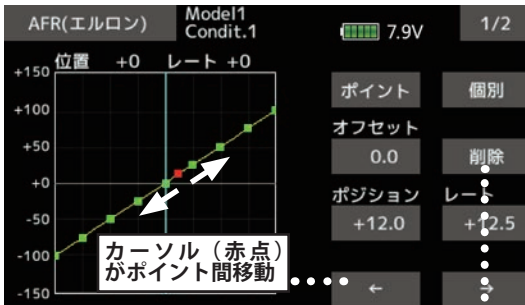 AFR(エルロン)
Model1
Condit.1
7.9V
1/2
位置 +0 レート +0
+150
+100
+50
+0
-50
-100
-150
ポイント
個別
オフセット
0.0
削除
ポジション
レート
+12.0
+12.5
←
→
カーソル(赤点)
がポイント間移動